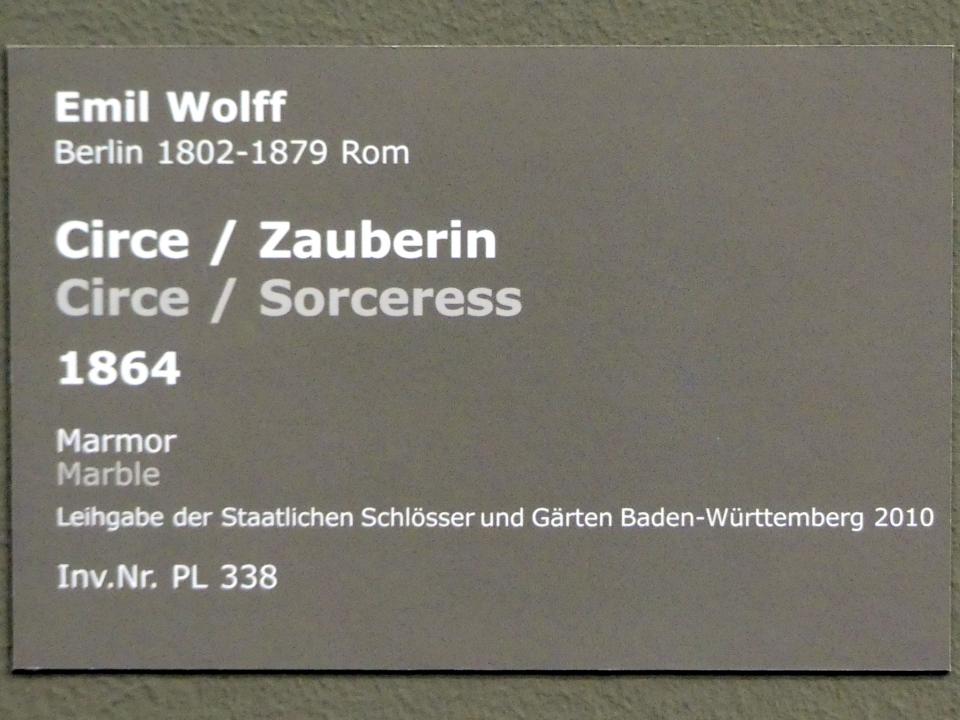 Emil Wolff
Berlin 1802-1879 Rom
Circe / Zauberin
Circe / Sorceress
1864
Marmor
Marble
Leihgabe der Staatlichen Schlösser und Gärten Baden-Württemberg 2010
Inv.Nr. PL 338